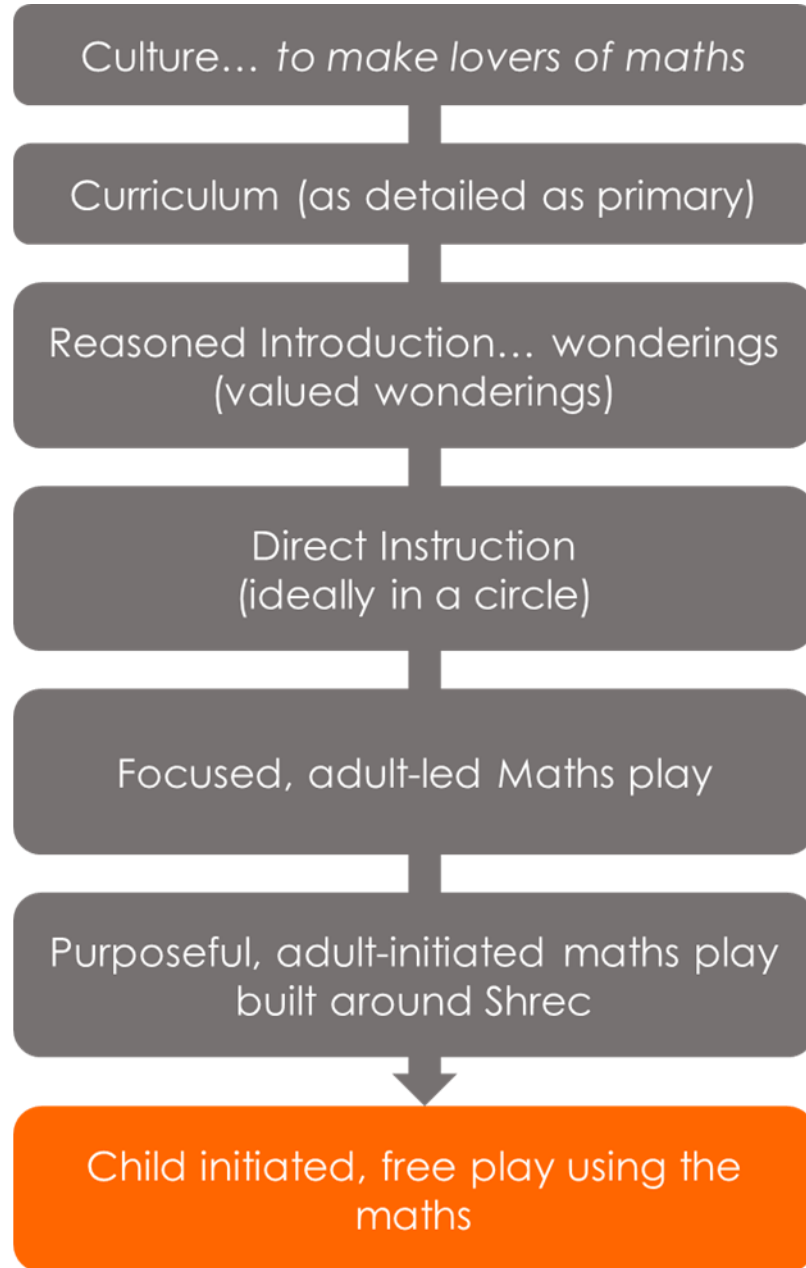 Culture… to make lovers of maths
Curriculum (as detailed as primary)
Reasoned Introduction… wonderings
(valued wonderings)
Direct Instruction
(ideally in a circle)
Focused, adult-led Maths play
Purposeful, adult-initiated maths play
built around Shrec
Child initiated, free play using the
maths